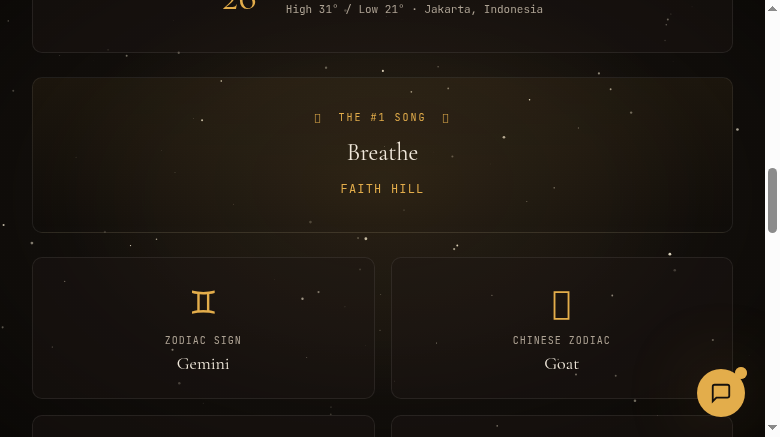 High 31° / Low 21° · Jakarta, Indonesia
THE #1 SONG
Breathe
FAITH HILL
♊
ZODIAC SIGN
Gemini
CHINESE ZODIAC
Goat